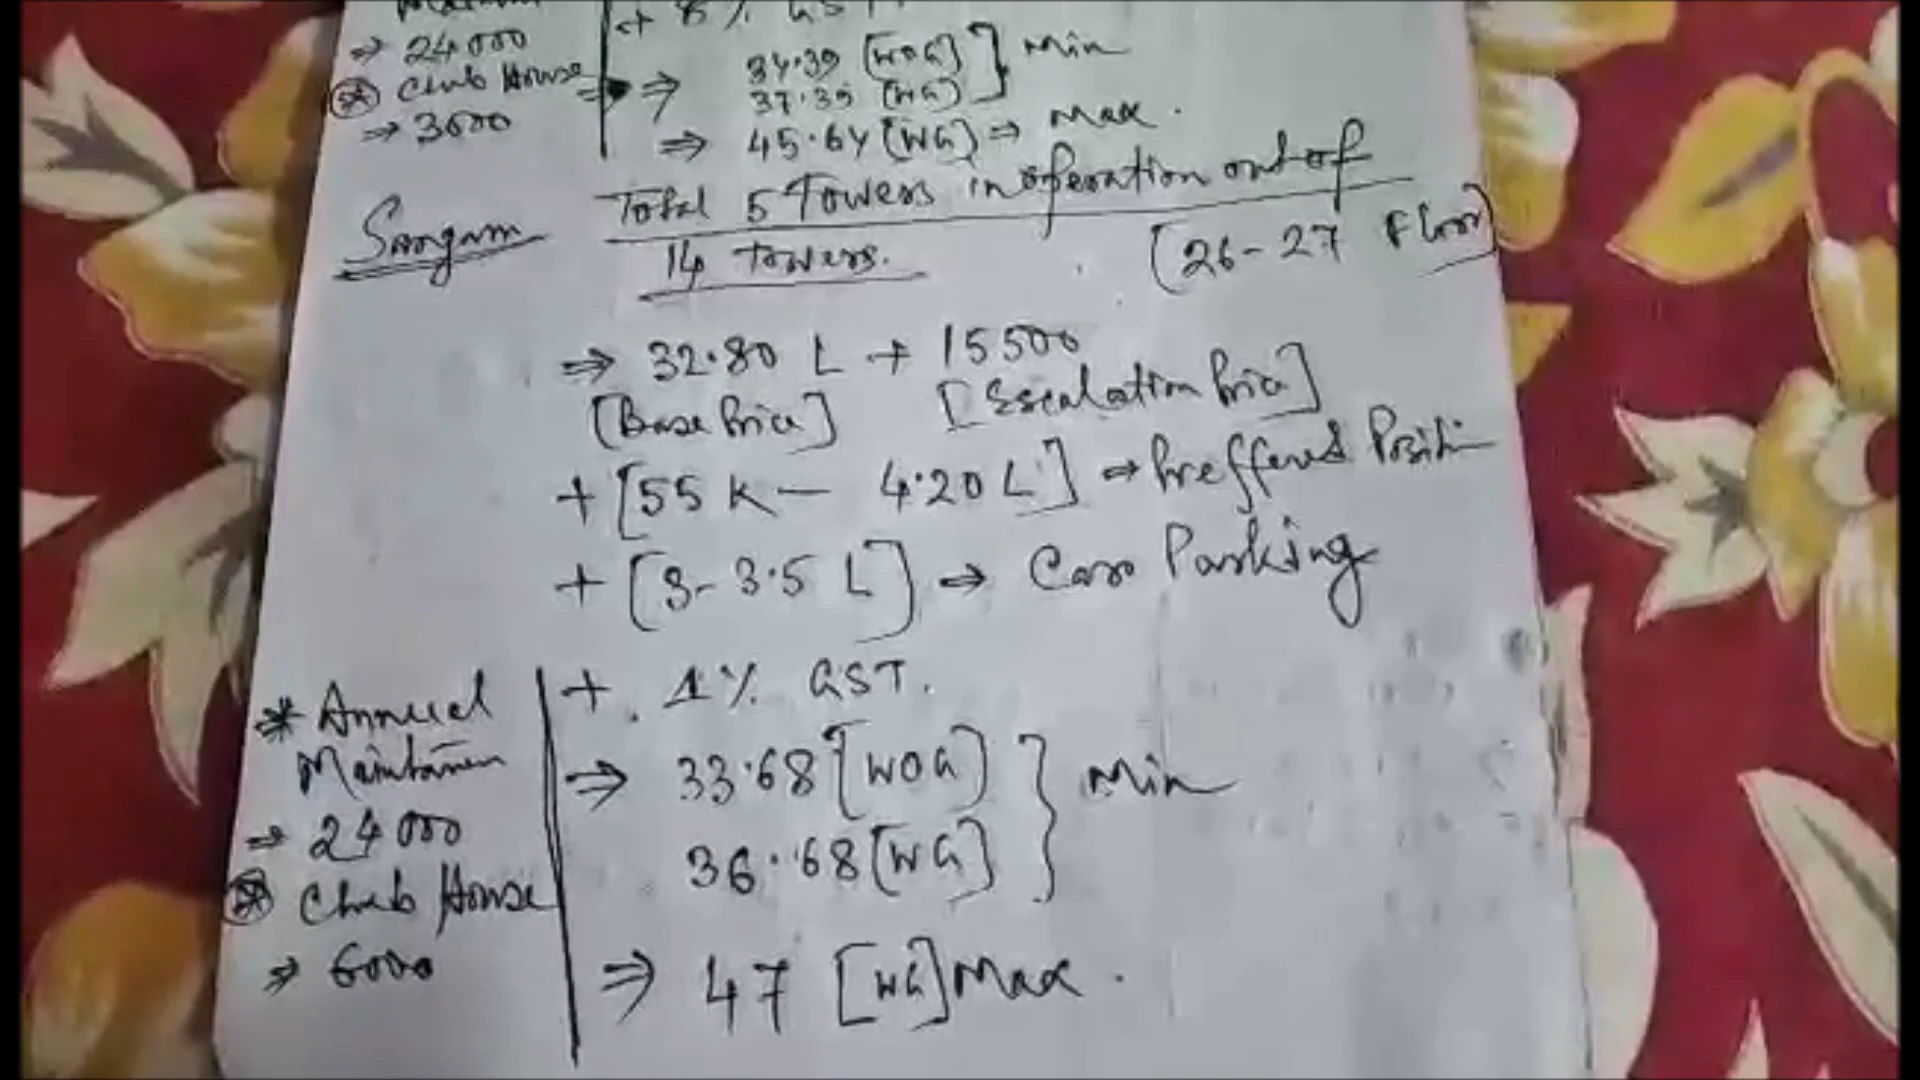 ⇒ 24000
+ 8% GST.
⊛ Club House
⇒ 3600
⇒ 34.39 [WOG] } Min
37.39 [WG]
⇒ 45.64 [WG] ⇒ Max.
Sangam
Total 5 Towers in operation out of
14 Towers.
[26-27 Floor]
⇒ 32.80 L + 15500
[Base Price] [Escalation Price]
+ [55 K - 4.20 L] ⇒ Preffered
+ [3-3.5 L] ⇒ Car Parking
+ 1% GST.
* Annual
⇒ 24000
⊛ Club House
⇒ 6000
⇒ 33.68 [WOG] } Min
36.68 [WG]
⇒ 47 [WG] Max.